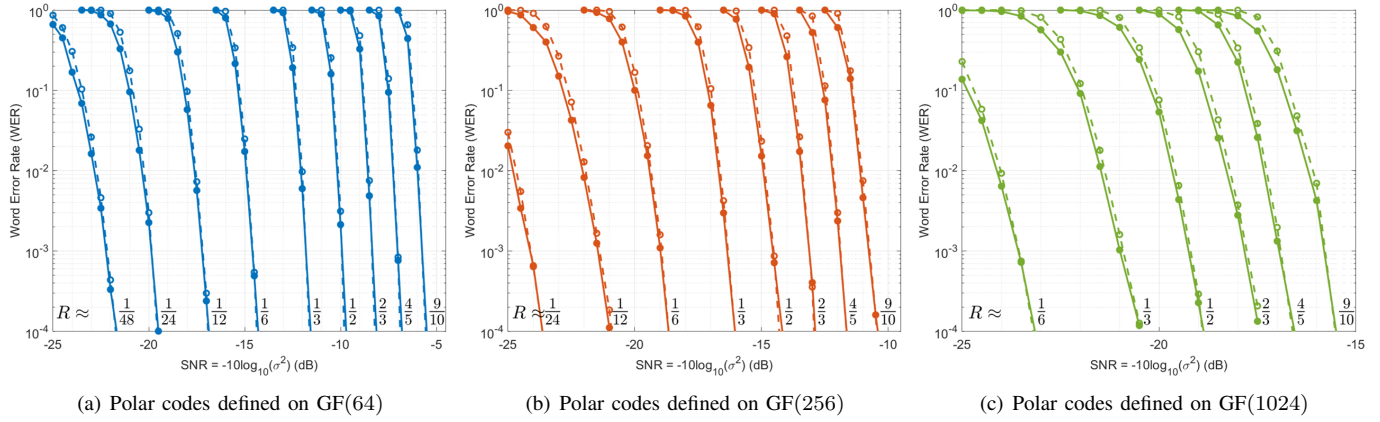 Word Error Rate (WER)
10^0
10^-1
10^-2
10^-3
10^-4
R ≈ 1/48 1/24 1/12 1/6 1/3 1/2 2/3 4/5 9/10
-25 -20 -15 -10 -5
SNR = -10log_10(σ^2) (dB)
(a) Polar codes defined on GF(64)
Word Error Rate (WER)
10^0
10^-1
10^-2
10^-3
10^-4
R ≈ 1/24 1/12 1/6 1/3 1/2 2/3 4/5 9/10
-25 -20 -15 -10
SNR = -10log_10(σ^2) (dB)
(b) Polar codes defined on GF(256)
Word Error Rate (WER)
10^0
10^-1
10^-2
10^-3
10^-4
R ≈ 1/6 1/3 1/2 2/3 4/5 9/10
-25 -20 -15
SNR = -10log_10(σ^2) (dB)
(c) Polar codes defined on GF(1024)